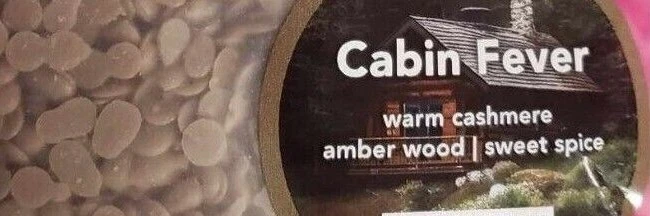 Cabin Fever
warm cashmere
amber wood | sweet spice